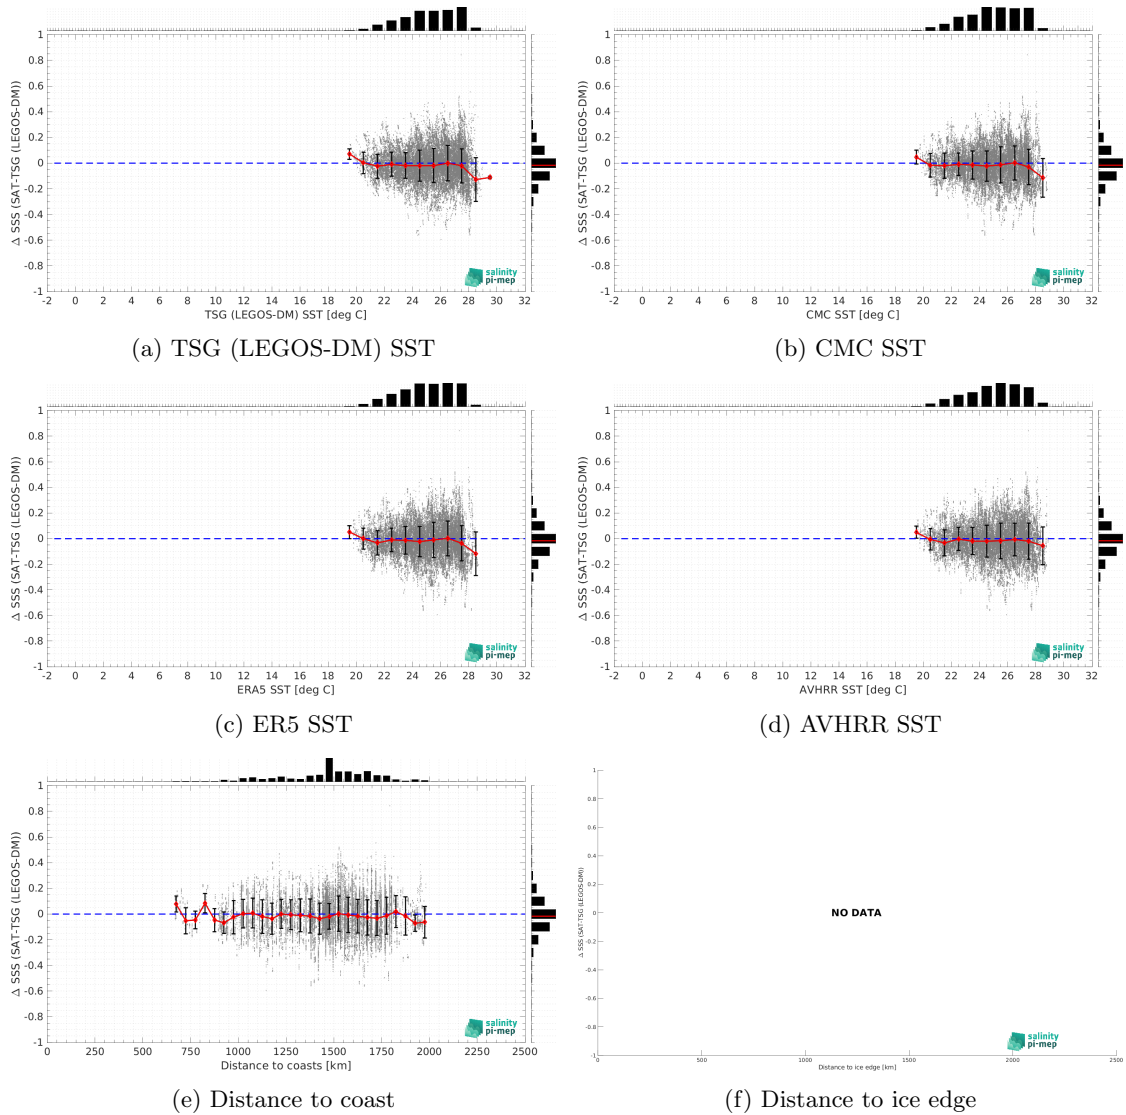 1
0.8
0.6
0.4
0.2
0
-0.2
-0.4
-0.6
-0.8
-1
Δ SSS (SAT-TSG (LEGOS-DM))
salinity
pi-mep
-2 0 2 4 6 8 10 12 14 16 18 20 22 24 26 28 30 32
TSG (LEGOS-DM) SST [deg C]
(a) TSG (LEGOS-DM) SST
1
0.8
0.6
0.4
0.2
0
-0.2
-0.4
-0.6
-0.8
-1
Δ SSS (SAT-TSG (LEGOS-DM))
salinity
pi-mep
-2 0 2 4 6 8 10 12 14 16 18 20 22 24 26 28 30 32
CMC SST [deg C]
(b) CMC SST
1
0.8
0.6
0.4
0.2
0
-0.2
-0.4
-0.6
-0.8
-1
Δ SSS (SAT-TSG (LEGOS-DM))
salinity
pi-mep
-2 0 2 4 6 8 10 12 14 16 18 20 22 24 26 28 30 32
ERA5 SST [deg C]
(c) ER5 SST
1
0.8
0.6
0.4
0.2
0
-0.2
-0.4
-0.6
-0.8
-1
Δ SSS (SAT-TSG (LEGOS-DM))
salinity
pi-mep
-2 0 2 4 6 8 10 12 14 16 18 20 22 24 26 28 30 32
AVHRR SST [deg C]
(d) AVHRR SST
1
0.8
0.6
0.4
0.2
0
-0.2
-0.4
-0.6
-0.8
-1
Δ SSS (SAT-TSG (LEGOS-DM))
salinity
pi-mep
0 250 500 750 1000 1250 1500 1750 2000 2250 2500
Distance to coasts [km]
(e) Distance to coast
1
0.8
0.6
0.4
0.2
0
-0.2
-0.4
-0.6
-0.8
-1
Δ SSS (SAT-TSG (LEGOS-DM))
NO DATA
salinity
pi-mep
0 500 1000 1500 2000 2500
Distance to ice edge [km]
(f) Distance to ice edge